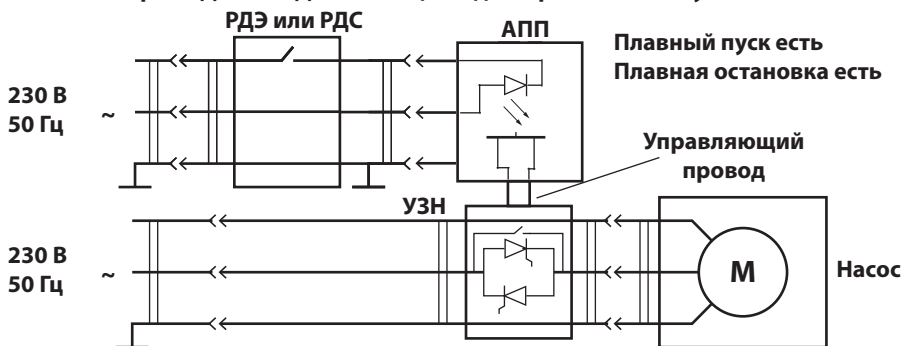 РДЭ или РДС
АПП
Плавный пуск есть
Плавная остановка есть
230 В
50 Гц
~
Управляющий
провод
УЗН
230 В
50 Гц
~
М
Насос